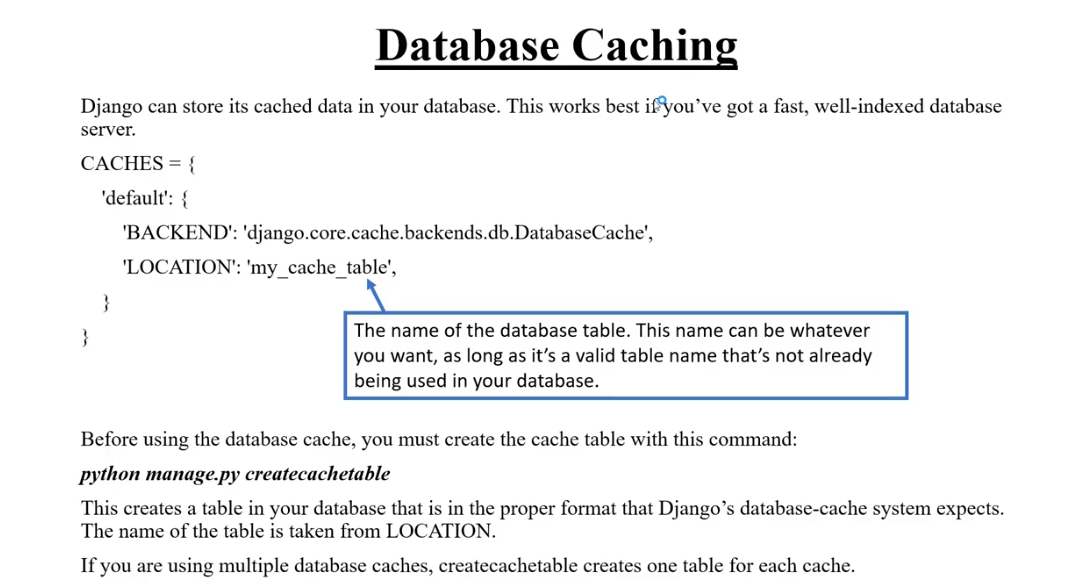 Database Caching
Django can store its cached data in your database. This works best if you've got a fast, well-indexed database
server.
CACHES = {
'default': {
'BACKEND': 'django.core.cache.backends.db.DatabaseCache',
'LOCATION': 'my_cache_table',
}
}
The name of the database table. This name can be whatever
you want, as long as it's a valid table name that's not already
being used in your database.
Before using the database cache, you must create the cache table with this command:
python manage.py createcachetable
This creates a table in your database that is in the proper format that Django's database-cache system expects.
The name of the table is taken from LOCATION.
If you are using multiple database caches, createcachetable creates one table for each cache.